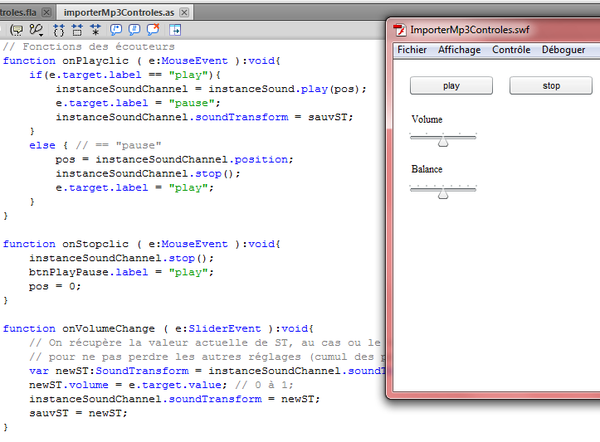 troles.fla
importerMp3Controles.as
// Fonctions des écouteurs
function onPlayclic ( e:MouseEvent ):void{
if(e.target.label == "play"){
instanceSoundChannel = instanceSound.play(pos);
e.target.label = "pause";
instanceSoundChannel.soundTransform = sauvST;
}
else { // == "pause"
pos = instanceSoundChannel.position;
instanceSoundChannel.stop();
e.target.label = "play";
}
}
function onStopclic ( e:MouseEvent ):void{
instanceSoundChannel.stop();
btnPlayPause.label = "play";
pos = 0;
}
function onVolumeChange ( e:SliderEvent ):void{
// On récupère la valeur actuelle de ST, au cas ou le
// pour ne pas perdre les autres réglages (cumul des p
var newST:SoundTransform = instanceSoundChannel.soundT
newST.volume = e.target.value; // 0 à 1;
instanceSoundChannel.soundTransform = newST;
sauvST = newST;
}
ImporterMp3Controles.swf
Fichier Affichage Contrôle Déboguer
play stop
Volume
Balance